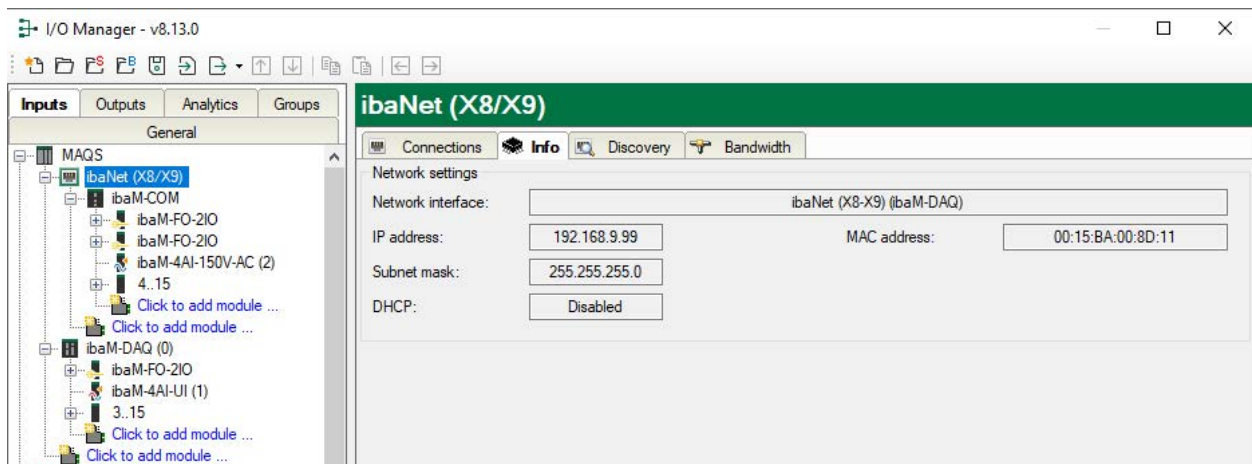 I/O Manager - v8.13.0
Inputs Outputs Analytics Groups
General
MAQS
ibaNet (X8/X9)
ibaM-COM
ibaM-FO-2IO
ibaM-FO-2IO
ibaM-4AI-150V-AC (2)
4..15
Click to add module ...
Click to add module ...
ibaM-DAQ (0)
ibaM-FO-2IO
ibaM-4AI-UI (1)
3..15
Click to add module ...
Click to add module ...
ibaNet (X8/X9)
Connections Info Discovery Bandwidth
Network settings
Network interface: ibaNet (X8-X9) (ibaM-DAQ)
IP address: 192.168.9.99 MAC address: 00:15:BA:00:8D:11
Subnet mask: 255.255.255.0
DHCP: Disabled